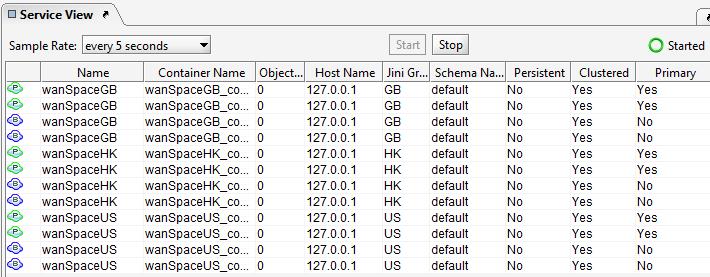 Service View
Sample Rate: every 5 seconds Start Stop Started
Name Container Name Object... Host Name Jini Gr... Schema Na... Persistent Clustered Primary
P wanSpaceGB wanSpaceGB_co... 0 127.0.0.1 GB default No Yes Yes
P wanSpaceGB wanSpaceGB_co... 0 127.0.0.1 GB default No Yes Yes
B wanSpaceGB wanSpaceGB_co... 0 127.0.0.1 GB default No Yes No
B wanSpaceGB wanSpaceGB_co... 0 127.0.0.1 GB default No Yes No
P wanSpaceHK wanSpaceHK_co... 0 127.0.0.1 HK default No Yes Yes
P wanSpaceHK wanSpaceHK_co... 0 127.0.0.1 HK default No Yes Yes
B wanSpaceHK wanSpaceHK_co... 0 127.0.0.1 HK default No Yes No
B wanSpaceHK wanSpaceHK_co... 0 127.0.0.1 HK default No Yes No
P wanSpaceUS wanSpaceUS_co... 0 127.0.0.1 US default No Yes Yes
P wanSpaceUS wanSpaceUS_co... 0 127.0.0.1 US default No Yes Yes
B wanSpaceUS wanSpaceUS_co... 0 127.0.0.1 US default No Yes No
B wanSpaceUS wanSpaceUS_co... 0 127.0.0.1 US default No Yes No